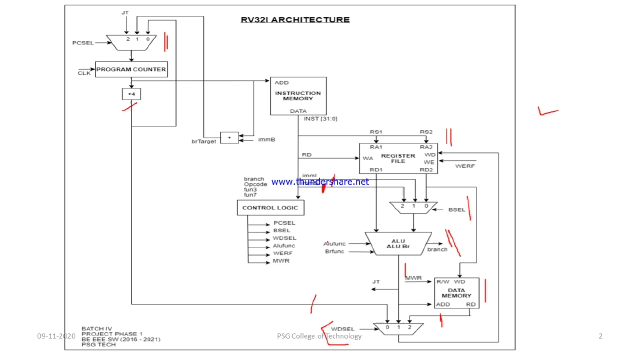 RV32I ARCHITECTURE
JT
PCSEL
2 1 0
PROGRAM COUNTER
CLK
+4
ADD
INSTRUCTION
MEMORY
DATA
INST [31:0]
+
immB
brTarget
RS1
RS2
RA1
RA2
RD
WA
REGISTER
FILE
WD
WE
WERF
RD1
RD2
immI
www.thundershare.net
branch
Opcode
fun3
fun7
CONTROL LOGIC
2 1 0
BSEL
PCSEL
BSEL
WDSEL
Alufunc
WERF
MWR
Alufunc
Brfunc
ALU
ALU Br
branch
JT
MWR
R/W WD
DATA
MEMORY
ADD RD
WDSEL
0 1 2
BATCH IV
PROJECT PHASE 1
BE EEE SW (2016 - 2021)
PSG TECH
09-11-2020
PSG College of Technology
2